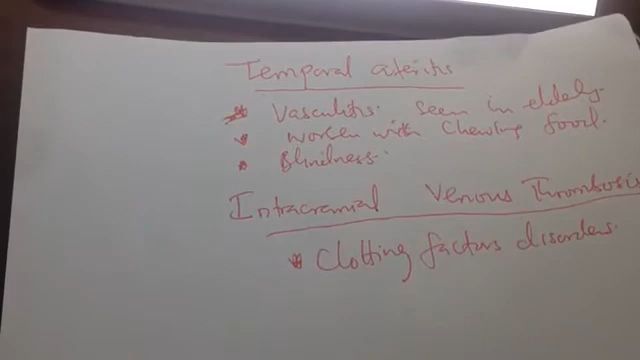 Temporal arteritis
Vasculitis. Seen in elderly.
worsen with chewing food.
Blindness.
Intracranial Venous Thrombosis
Clotting factors disorders.